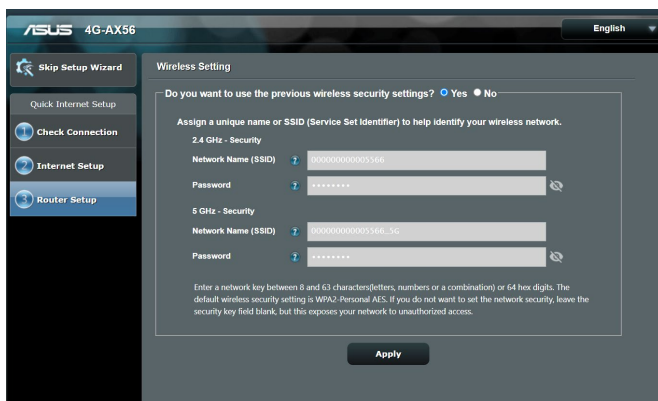 ASUS 4G-AX56
English
Skip Setup Wizard
Wireless Setting
Quick Internet Setup
1 Check Connection
2 Internet Setup
3 Router Setup
Do you want to use the previous wireless security settings? Yes No
Assign a unique name or SSID (Service Set Identifier) to help identify your wireless network.
2.4 GHz - Security
Network Name (SSID) ? 000000000005566
Password ? ••••••••
5 GHz - Security
Network Name (SSID) ? 000000000005566_5G
Password ? ••••••••
Enter a network key between 8 and 63 characters(letters, numbers or a combination) or 64 hex digits. The
default wireless security setting is WPA2-Personal AES. If you do not want to set the network security, leave the
security key field blank, but this exposes your network to unauthorized access.
Apply